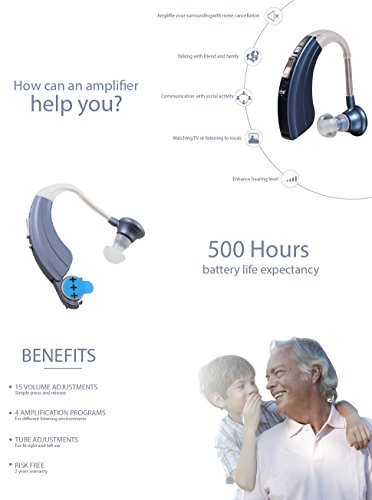 Amplifie your surrounding with noise cancellation
Talking with friend and family
How can an amplifier
help you?
Communication with social activity
Watching TV or listening to music
Enhance hearing level
500 Hours
battery life expectancy
BENEFITS
• 15 VOLUME ADJUSTMENTS
Simple press and release
• 4 AMPLIFICATION PROGRAMS
For different listening environments
• TUBE ADJUSTMENTS
For fit right and left ear
• RISK FREE
2 years warranty